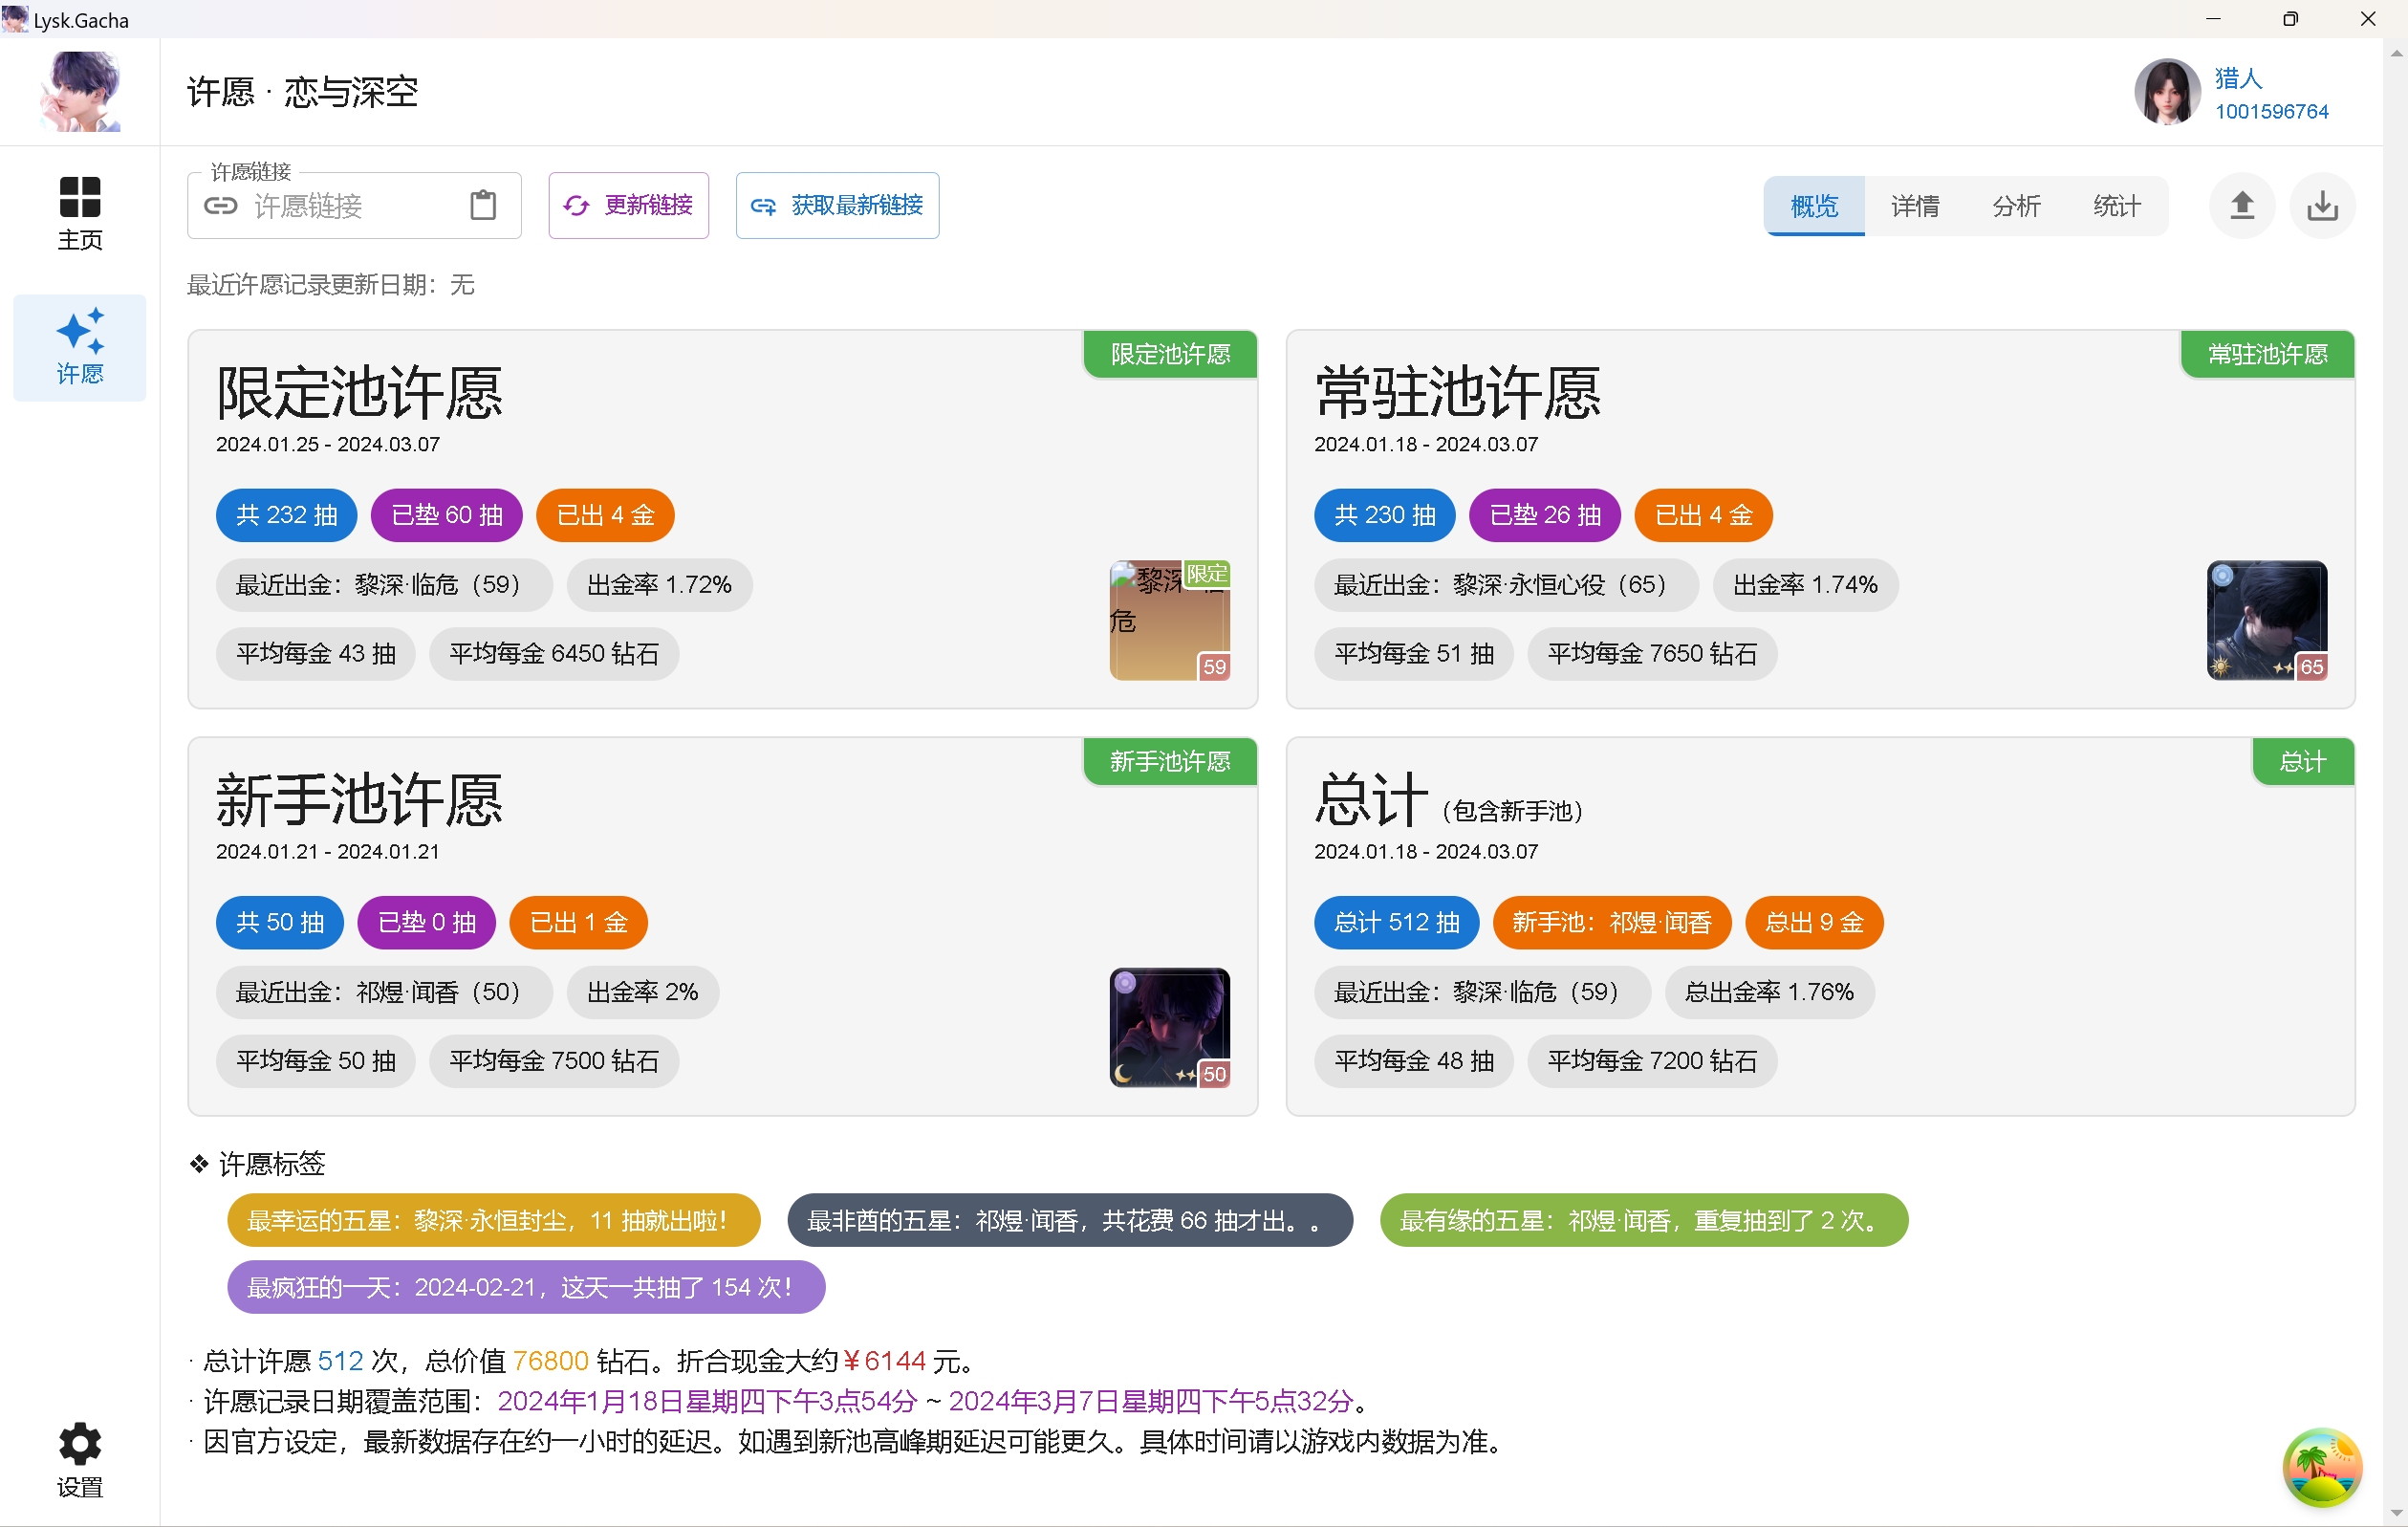 Lysk.Gacha
许愿 · 恋与深空
猎人
1001596764
主页
许愿
设置
许愿链接
许愿链接
更新链接
获取最新链接
概览
详情
分析
统计
最近许愿记录更新日期：无
限定池许愿
限定池许愿
2024.01.25 - 2024.03.07
共 232 抽
已垫 60 抽
已出 4 金
最近出金：黎深·临危（59）
出金率 1.72%
平均每金 43 抽
平均每金 6450 钻石
黎深·临
危
限定
59
常驻池许愿
常驻池许愿
2024.01.18 - 2024.03.07
共 230 抽
已垫 26 抽
已出 4 金
最近出金：黎深·永恒心役（65）
出金率 1.74%
平均每金 51 抽
平均每金 7650 钻石
65
新手池许愿
新手池许愿
2024.01.21 - 2024.01.21
共 50 抽
已垫 0 抽
已出 1 金
最近出金：祁煜·闻香（50）
出金率 2%
平均每金 50 抽
平均每金 7500 钻石
50
总计
总计（包含新手池）
2024.01.18 - 2024.03.07
总计 512 抽
新手池：祁煜·闻香
总出 9 金
最近出金：黎深·临危（59）
总出金率 1.76%
平均每金 48 抽
平均每金 7200 钻石
❖ 许愿标签
最幸运的五星：黎深·永恒封尘，11 抽就出啦！
最非酋的五星：祁煜·闻香，共花费 66 抽才出。。
最有缘的五星：祁煜·闻香，重复抽到了 2 次。
最疯狂的一天：2024-02-21，这天一共抽了 154 次！
· 总计许愿 512 次，总价值 76800 钻石。折合现金大约￥6144 元。
· 许愿记录日期覆盖范围：2024年1月18日星期四下午3点54分 ~ 2024年3月7日星期四下午5点32分。
· 因官方设定，最新数据存在约一小时的延迟。如遇到新池高峰期延迟可能更久。具体时间请以游戏内数据为准。